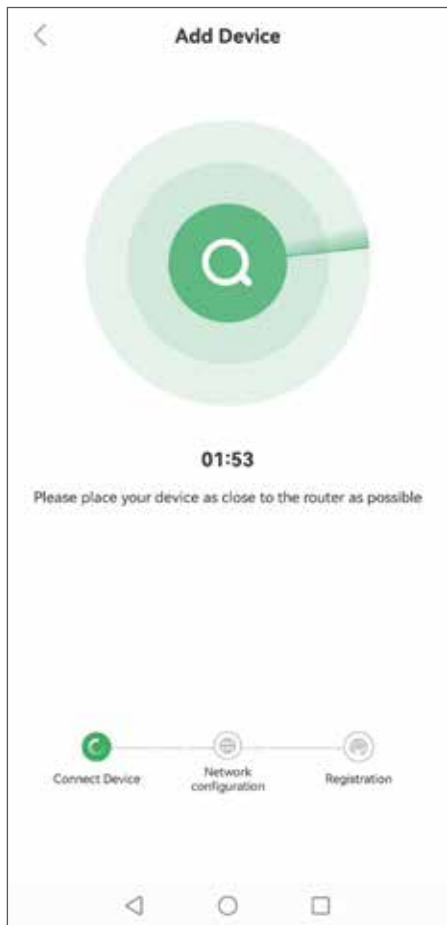 Add Device
01:53
Please place your device as close to the router as possible
Connect Device
Network
configuration
Registration